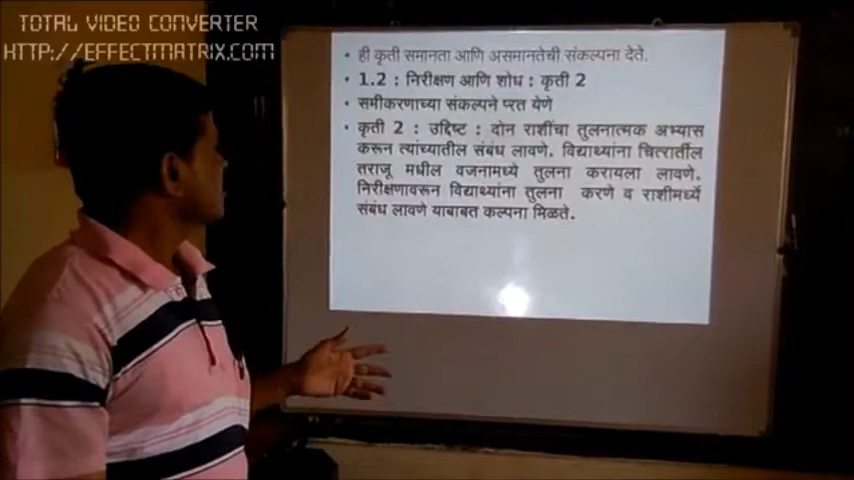 TOTAL VIDEO CONVERTER
HTTP://EFFECTMATRIX.COM
• ही कृती समानता आणि असमानतेची संकल्पना देते.
• 1.2 : निरीक्षण आणि शोध : कृती 2
• समीकरणाच्या संकल्पने प्रत येणे
• कृती 2 : उद्दिष्ट : दोन राशींचा तुलनात्मक अभ्यास
करून त्यांच्यातील संबंध लावणे. विद्यार्थ्यांना चित्रातील
तराजू मधील वजनामध्ये तुलना करायला लावणे.
निरीक्षणावरून विद्यार्थ्यांना तुलना करणे व राशींमध्यें
संबंध लावणे याबाबत कल्पना मिळते.